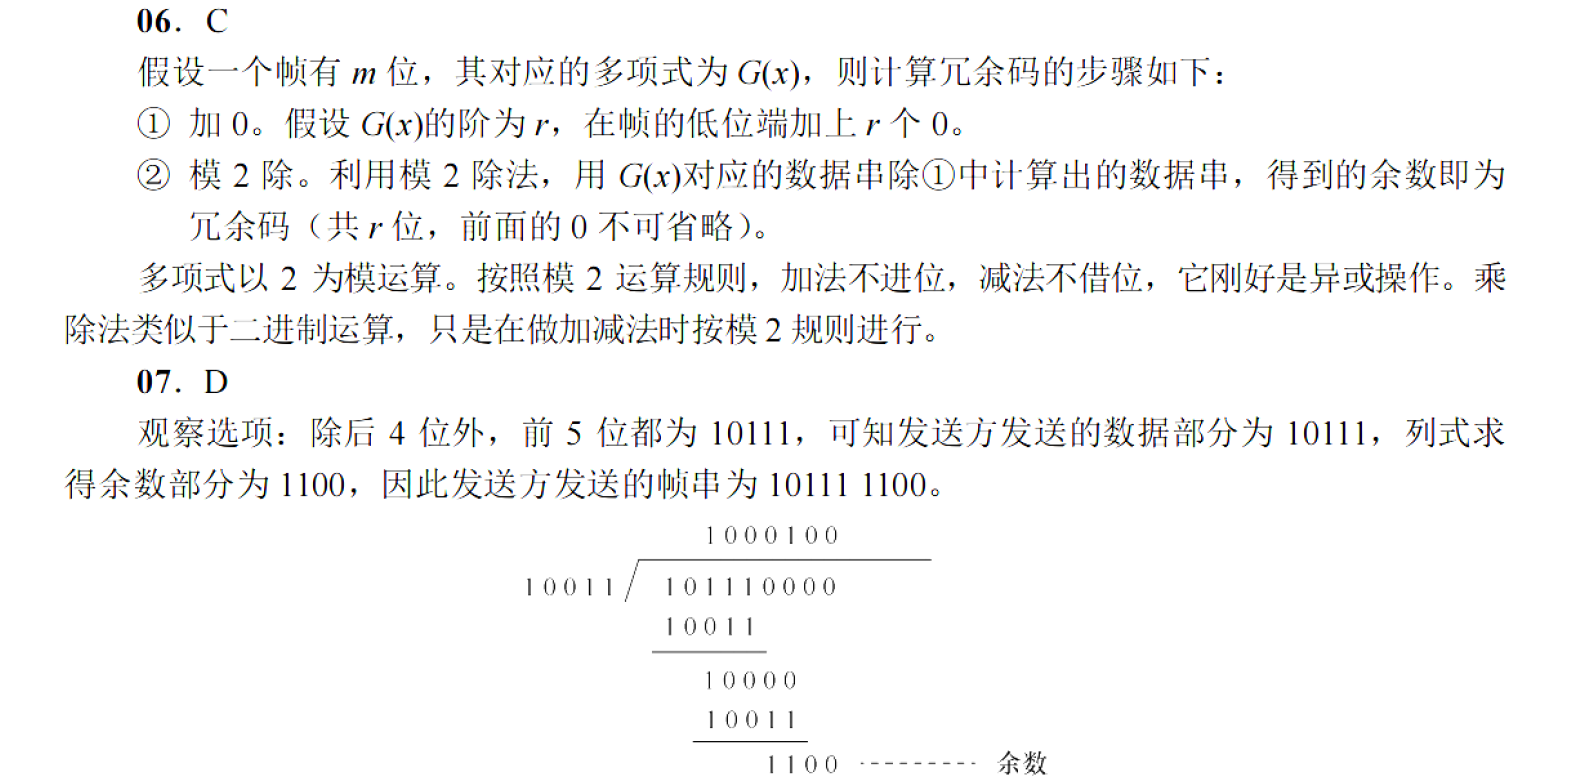 06．C
假设一个帧有 m 位，其对应的多项式为 G(x)，则计算冗余码的步骤如下：
① 加 0。假设 G(x)的阶为 r，在帧的低位端加上 r 个 0。
② 模 2 除。利用模 2 除法，用 G(x)对应的数据串除①中计算出的数据串，得到的余数即为
冗余码（共 r 位，前面的 0 不可省略）。
多项式以 2 为模运算。按照模 2 运算规则，加法不进位，减法不借位，它刚好是异或操作。乘
除法类似于二进制运算，只是在做加减法时按模 2 规则进行。
07．D
观察选项：除后 4 位外，前 5 位都为 10111，可知发送方发送的数据部分为 10111，列式求
得余数部分为 1100，因此发送方发送的帧串为 10111 1100。
1000100
10011 101110000
10011
10000
10011
1100 --------- 余数